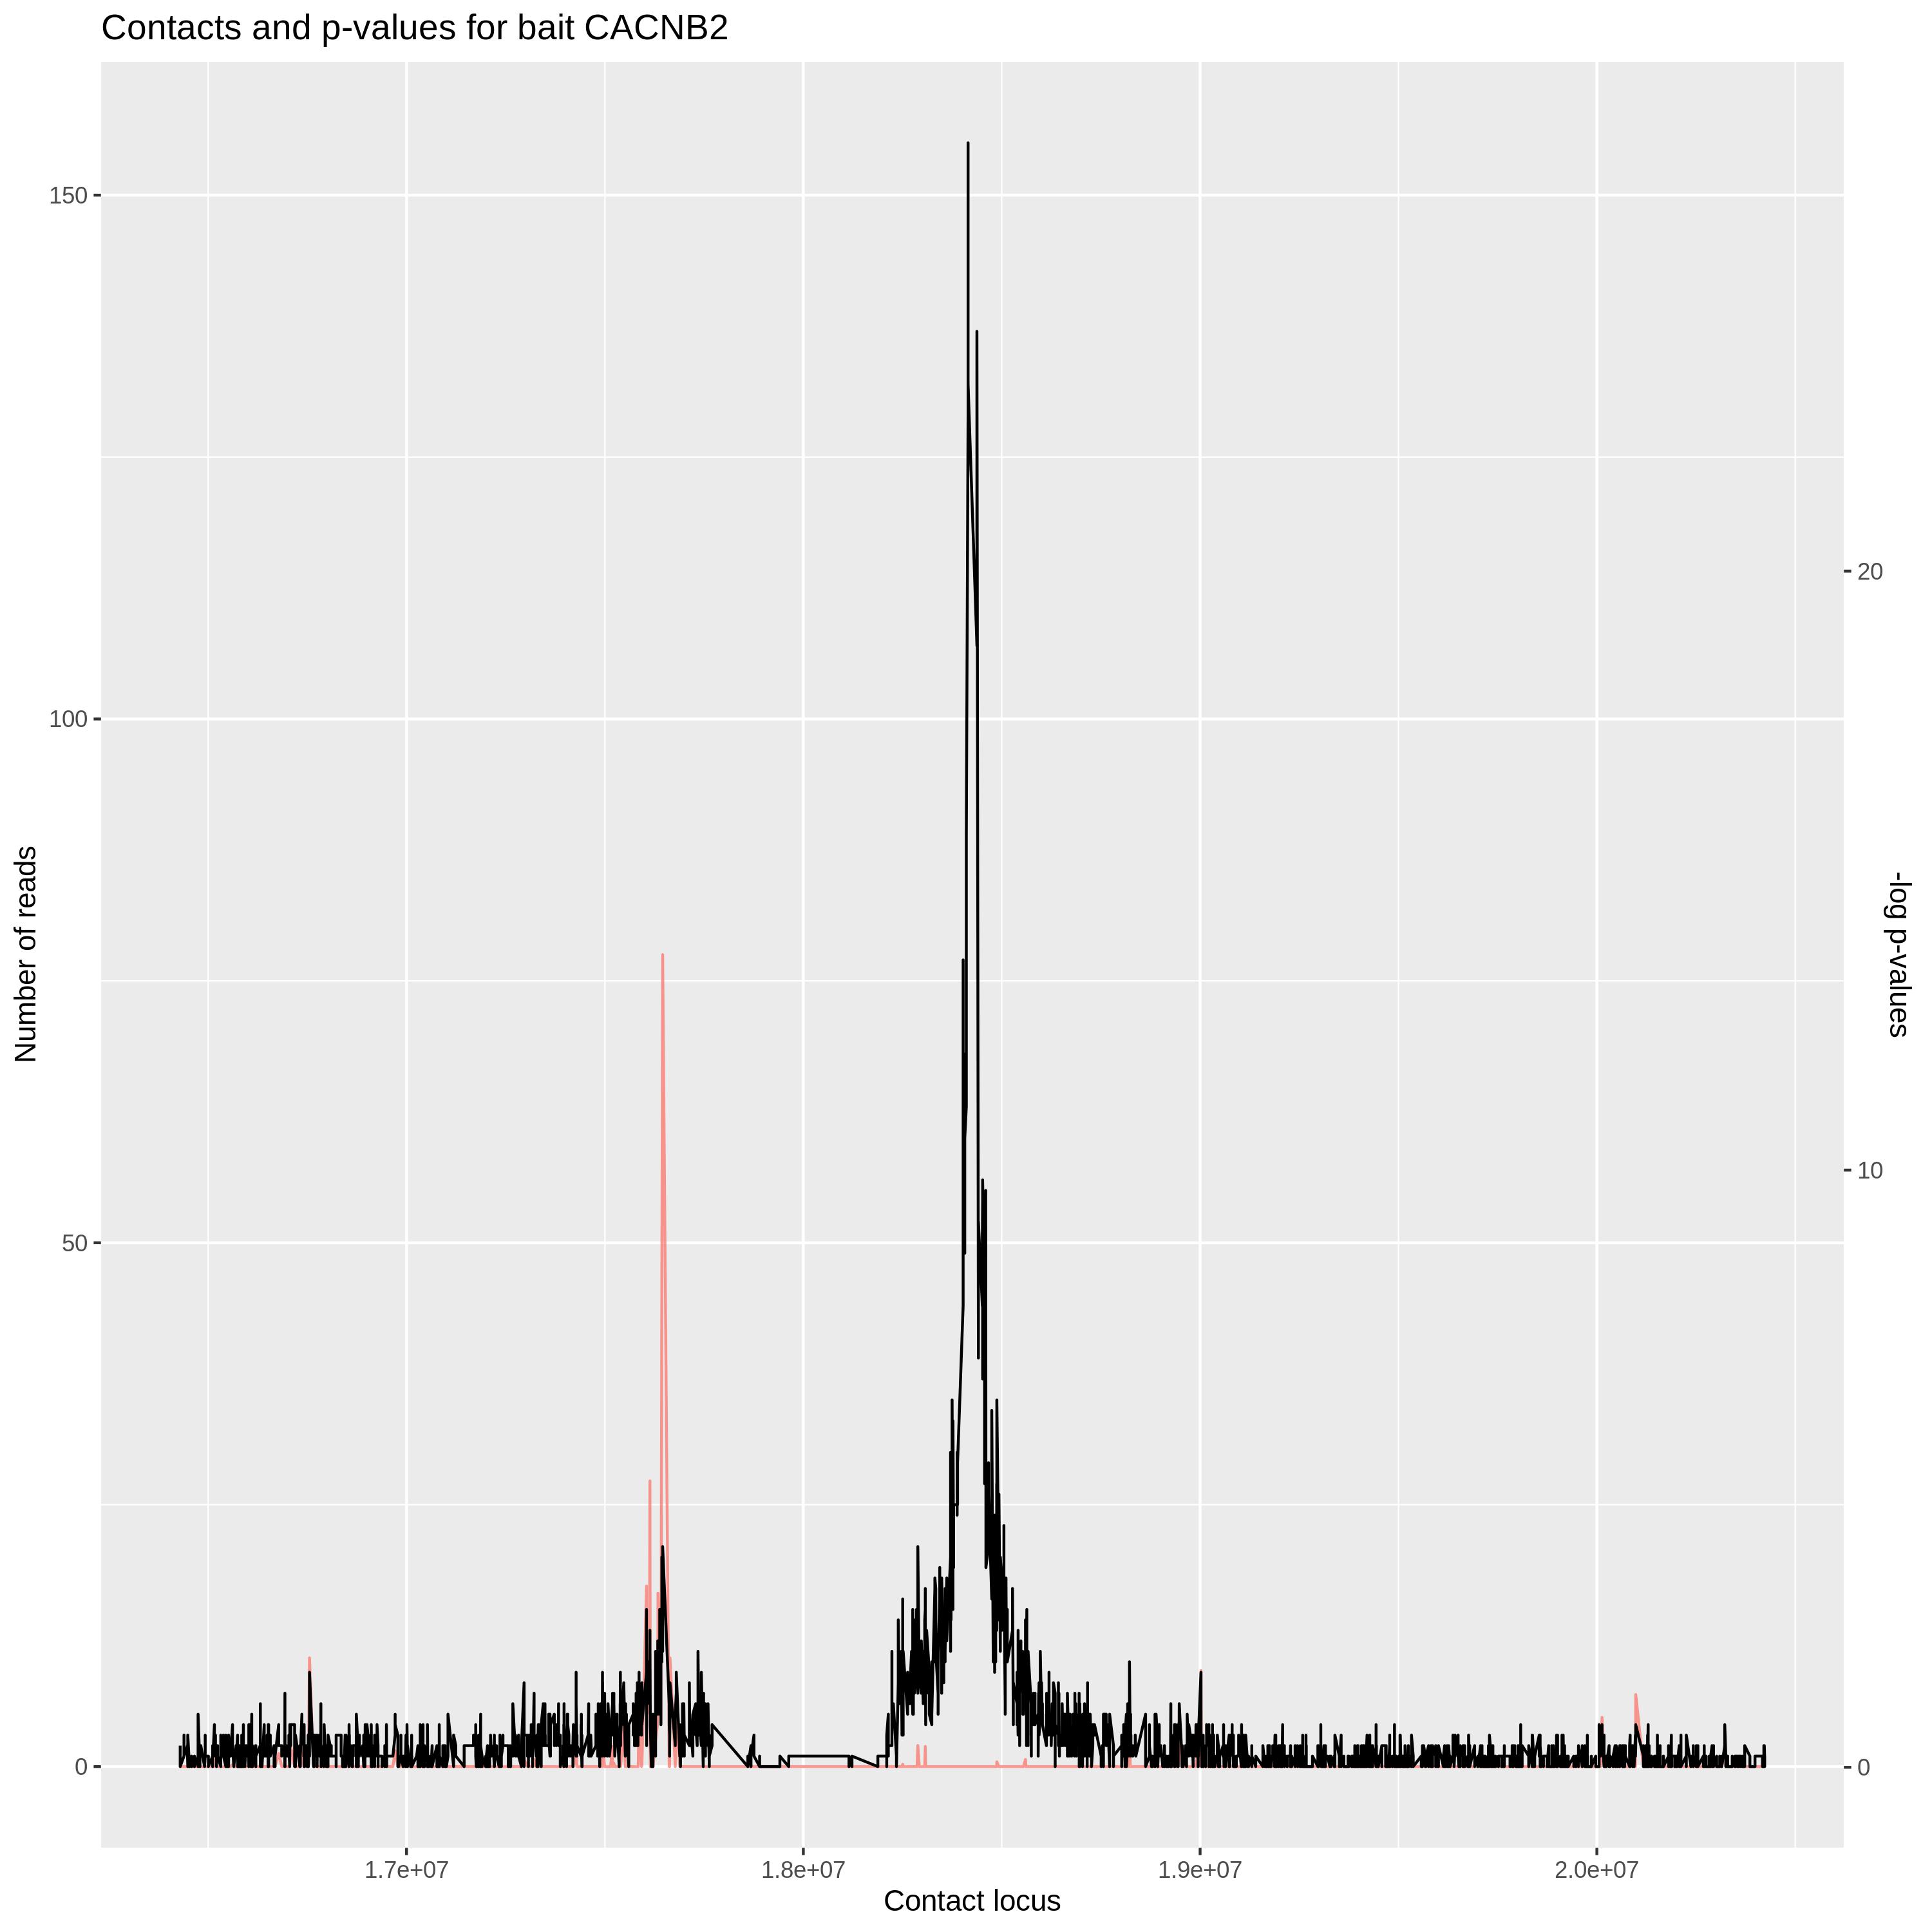 Contacts and p-values for bait CACNB2
150
100
50
0
20
10
0
Number of reads
-log p-values
1.7e+07
1.8e+07
1.9e+07
2.0e+07
Contact locus